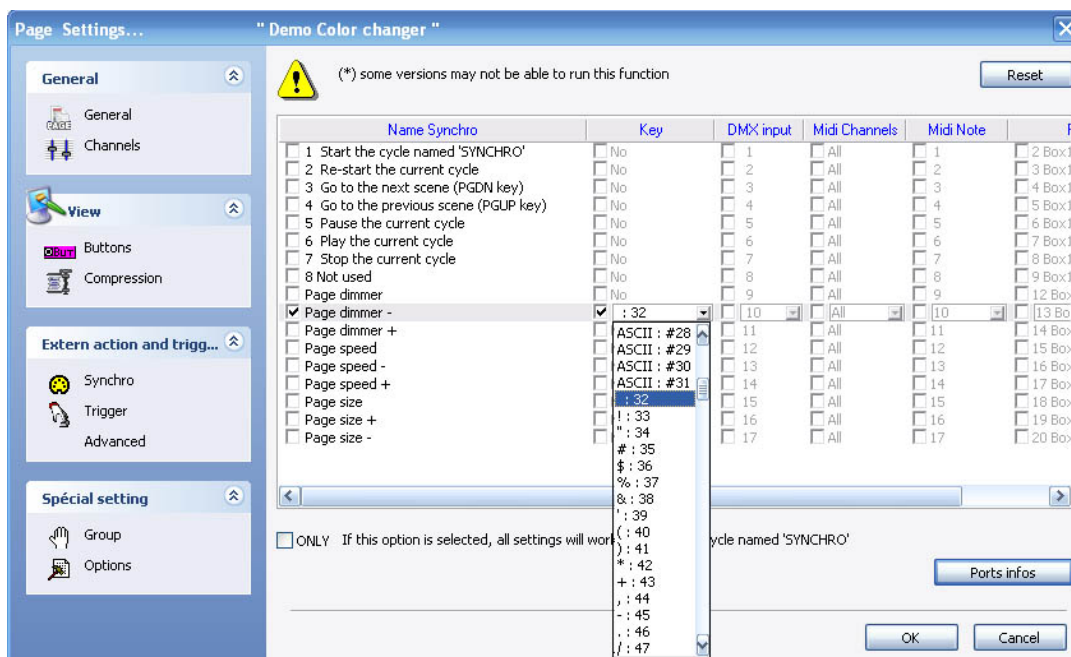 Page Settings... " Demo Color changer "
General
General
Channels
View
Buttons
Compression
Extern action and trigg...
Synchro
Trigger
Advanced
Spécial setting
Group
Options
(*) some versions may not be able to run this function
Reset
Name Synchro Key DMX input Midi Channels Midi Note
1 Start the cycle named 'SYNCHRO' No 1 All 1 2 Box1
2 Re-start the current cycle No 2 All 2 3 Box1
3 Go to the next scene (PGDN key) No 3 All 3 4 Box1
4 Go to the previous scene (PGUP key) No 4 All 4 5 Box1
5 Pause the current cycle No 5 All 5 6 Box1
6 Play the current cycle No 6 All 6 7 Box1
7 Stop the current cycle No 7 All 7 8 Box1
8 Not used No 8 All 8 9 Box1
Page dimmer No 9 All 9 12 Box
Page dimmer - : 32 10 All 10 13 Bo
Page dimmer + 11 All 11 14 Box
Page speed 12 All 12 15 Box
Page speed - 13 All 13 16 Box
Page speed + 14 All 14 17 Box
Page size 15 All 15 18 Box
Page size + 16 All 16 19 Box
Page size - 17 All 17 20 Box
ASCII : #28
ASCII : #29
ASCII : #30
ASCII : #31
: 32
! : 33
" : 34
# : 35
$ : 36
% : 37
& : 38
' : 39
( : 40
) : 41
* : 42
+ : 43
, : 44
- : 45
. : 46
/ : 47
ONLY If this option is selected, all settings will work ycle named 'SYNCHRO'
Ports infos
OK Cancel